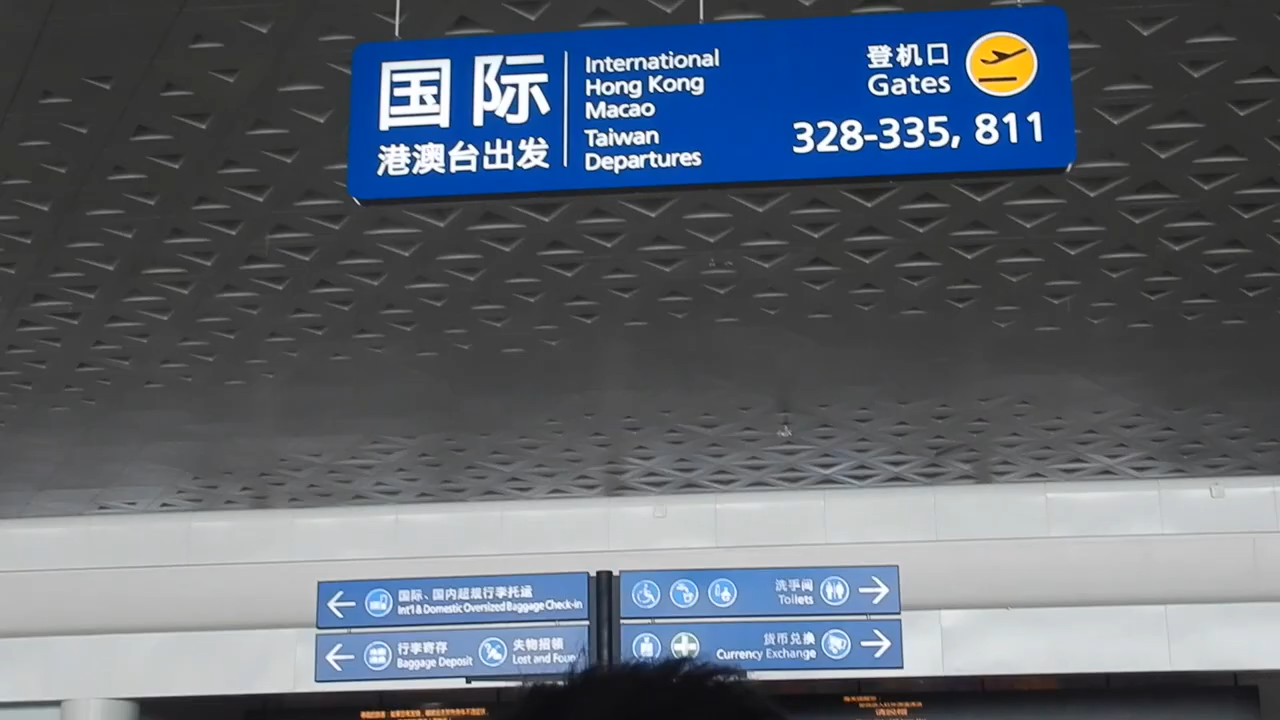 国际
港澳台出发
International
Hong Kong
Macao
Taiwan
Departures
登机口
Gates
328-335, 811
国际、国内超规行李托运
Int'l & Domestic Oversized Baggage Check-in
行李寄存
Baggage Deposit
失物招领
Lost and
洗手间
Toilets
货币兑换
Currency Exchange